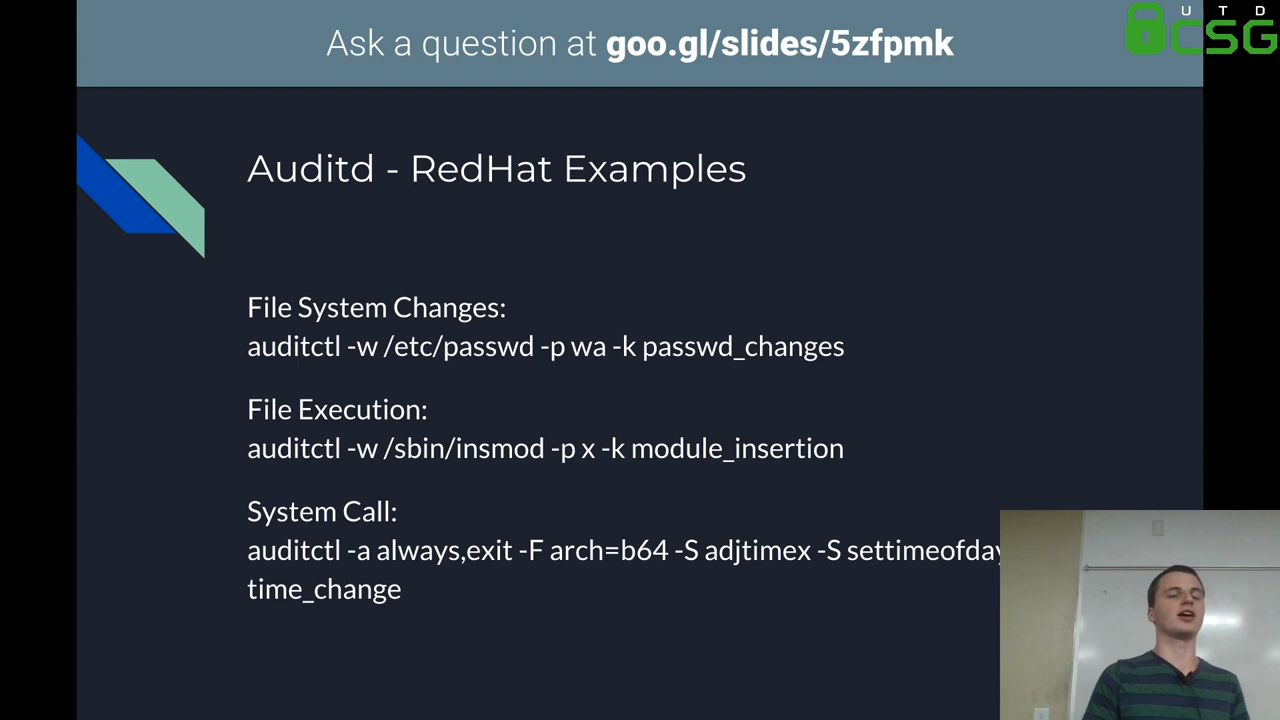 Ask a question at goo.gl/slides/5zfpmk
UTD
CSG
Auditd - RedHat Examples
File System Changes:
auditctl -w /etc/passwd -p wa -k passwd_changes
File Execution:
auditctl -w /sbin/insmod -p x -k module_insertion
System Call:
auditctl -a always,exit -F arch=b64 -S adjtimex -S settimeofday
time_change